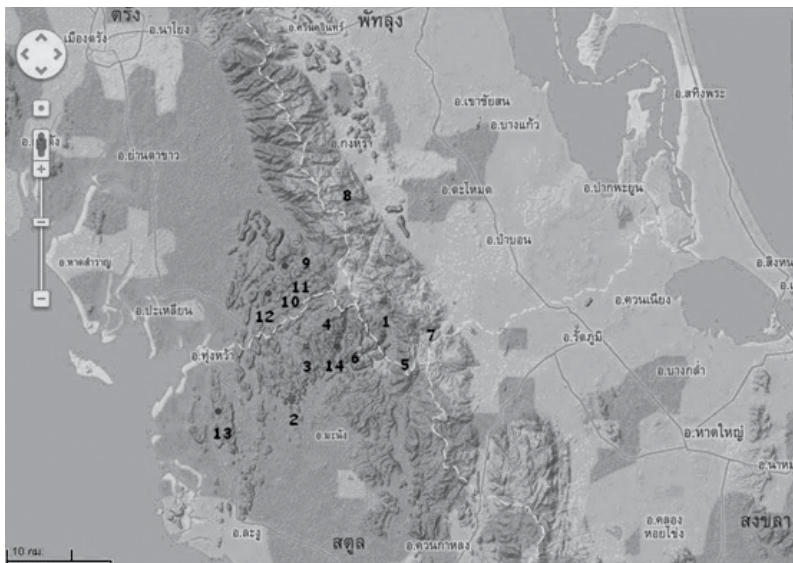 ตรัง
พัทลุง
อ.ศรีนครินทร์
เมืองตรัง
อ.นาโยง
อ.เขาชัยสน
อ.สทิงพระ
อ.บางแก้ว
อ.กงหรา
อ.ย่านตาขาว
อ.ตะโหมด
อ.ปากพะยูน
8
อ.ป่าบอน
อ.หาดสำราญ
9
อ.สิงหน
11
10
อ.ควนเนียง
อ.ปะเหลียน
12
4
1
7
อ.รัตภูมิ
อ.ทุ่งหว้า
3
14
6
5
อ.บางกล่ำ
2
13
อ.มะนัง
อ.หาดใหญ่
อ.นาหม
อ.ละงู
สตูล
อ.ควนกาหลง
อ.คลอง
หอยโข่ง
สงขลา
10 กม.